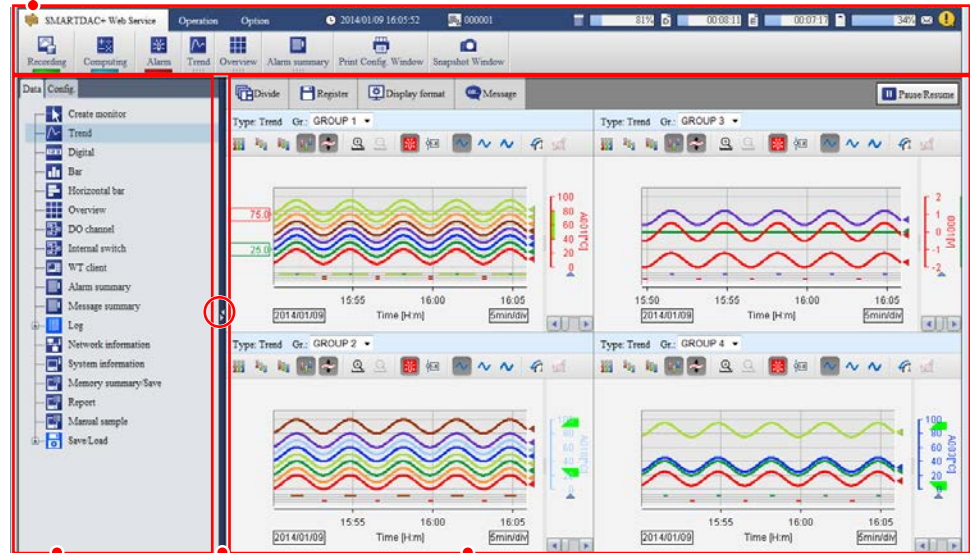 SMARTDAC+ Web Service Operation Option 2014/01/09 16:05:52 000001 81% 00:08:11 00:07:17 34%
Recording Computing Alarm Trend Overview Alarm summary Print Config. Window Snapshot Window
Data Config.
Create monitor
Trend
Digital
Bar
Horizontal bar
Overview
DO channel
Internal switch
WT client
Alarm summary
Message summary
Log
Network information
System information
Memory summary/Save
Report
Manual sample
Save/Load
Divide Register Display format Message Pause/Resume
Type: Trend Gr.: GROUP 1
75.0
25.0
100
80
60
40
20
0
A001[°C]
15:55 16:00 16:05
2014/01/09 Time [H:m] 5min/div
Type: Trend Gr.: GROUP 3
2
1
0
-1
-2
0001M
15:50 15:55 16:00 16:05
2014/01/09 Time [H:m] 5min/div
Type: Trend Gr.: GROUP 2
100
80
60
40
20
15:55 16:00 16:05
2014/01/09 Time [H:m] 5min/div
Type: Trend Gr.: GROUP 4
100
80
60
40
20
15:55 16:00 16:05
2014/01/09 Time [H:m] 5min/div